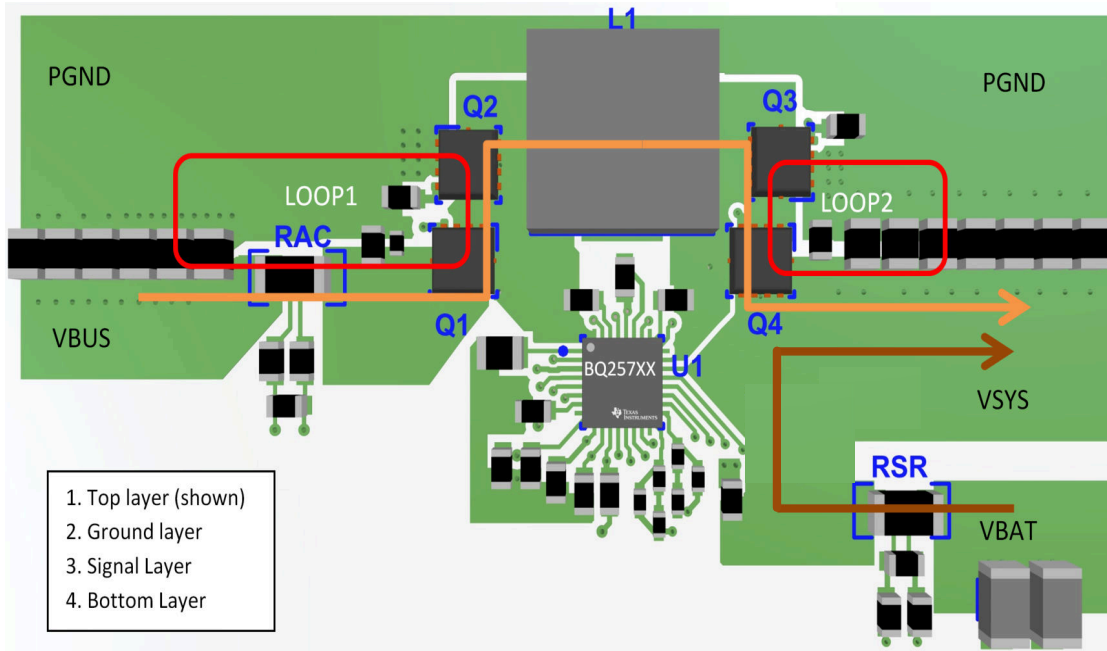 L1
PGND
PGND
Q2
Q3
LOOP1
LOOP2
RAC
Q1
Q4
VBUS
BQ257XX
U1
TEXAS
INSTRUMENTS
VSYS
RSR
VBAT
1. Top layer (shown)
2. Ground layer
3. Signal Layer
4. Bottom Layer